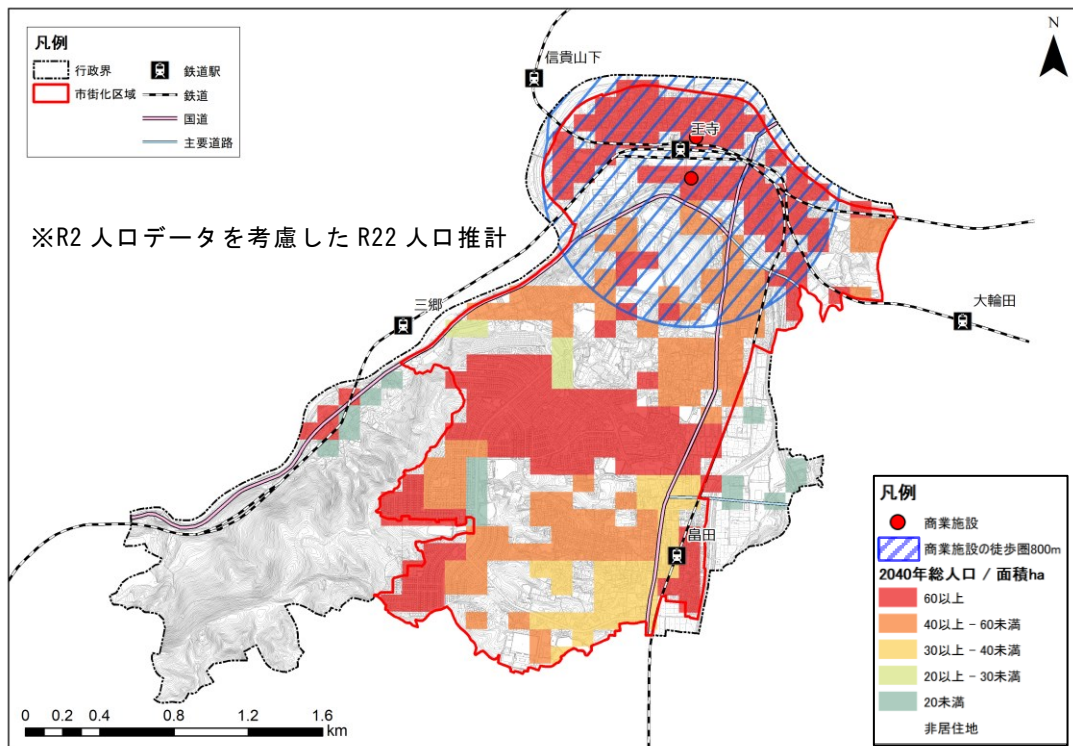 凡例
行政界
鉄道駅
市街化区域
鉄道
国道
主要道路
N
信貴山下
王寺
※R2 人口データを考慮した R22 人口推計
三郷
大輪田
畠田
凡例
商業施設
商業施設の徒歩圏800m
2040年総人口 / 面積ha
60以上
40以上 - 60未満
30以上 - 40未満
20以上 - 30未満
20未満
非居住地
0 0.2 0.4 0.8 1.2 1.6
km